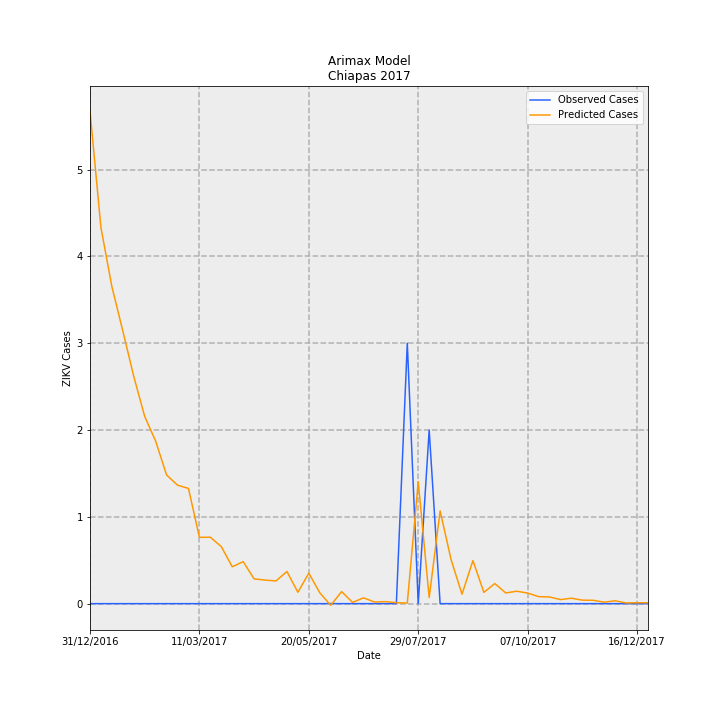 Arimax Model
Chiapas 2017
Observed Cases
Predicted Cases
5
4
3
2
1
0
ZIKV Cases
31/12/2016 11/03/2017 20/05/2017 29/07/2017 07/10/2017 16/12/2017
Date